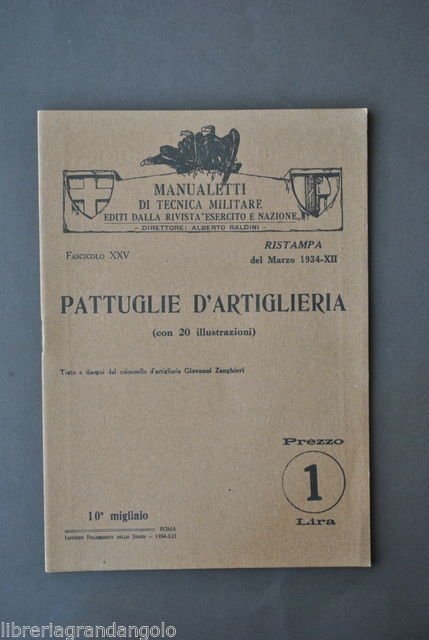 MANUALETTI
DI TECNICA MILITARE
EDITI DALLA RIVISTA "ESERCITO E NAZIONE"
DIRETTORE: ALBERTO BALDINI
FASCICOLO XXV
RISTAMPA
del Marzo 1934-XII
PATTUGLIE D'ARTIGLIERIA
(con 20 illustrazioni)
Testo e disegni del colonnello d'artiglieria Giovanni Zanghieri
Prezzo
1
Lira
10° migliaio
ROMA
ISTITUTO POLIGRAFICO DELLO STATO - 1934-XII
libreriagrandangolo